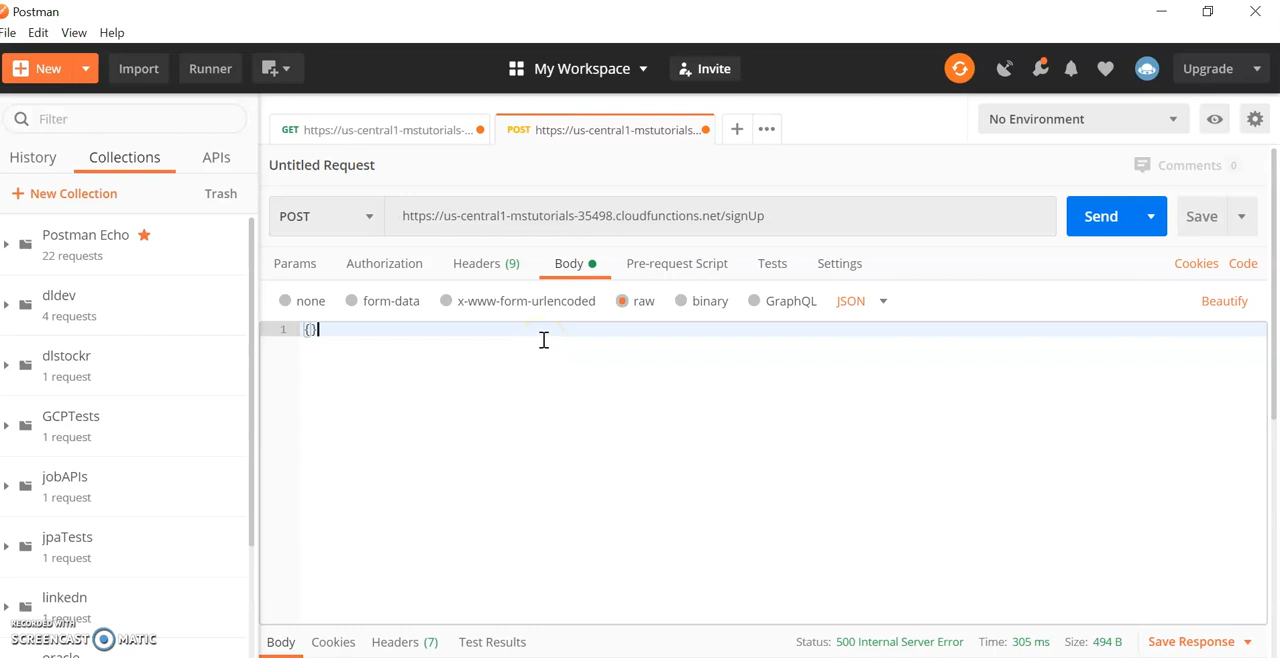 Postman
File Edit View Help
New Import Runner My Workspace Invite Upgrade
Filter
GET https://us-central1-mstutorials-... POST https://us-central1-mstutorials... + ••• No Environment
History Collections APIs
Untitled Request Comments 0
+ New Collection Trash
POST https://us-central1-mstutorials-35498.cloudfunctions.net/signUp Send Save
Postman Echo
22 requests
Params Authorization Headers (9) Body Pre-request Script Tests Settings Cookies Code
dldev
4 requests
none form-data x-www-form-urlencoded raw binary GraphQL JSON Beautify
1 {}
dlstockr
1 request
GCPTests
1 request
jobAPIs
1 request
jpaTests
1 request
linkedn
1 request
RECORDED WITH
SCREENCAST MATIC
oracle
Body Cookies Headers (7) Test Results Status: 500 Internal Server Error Time: 305 ms Size: 494 B Save Response